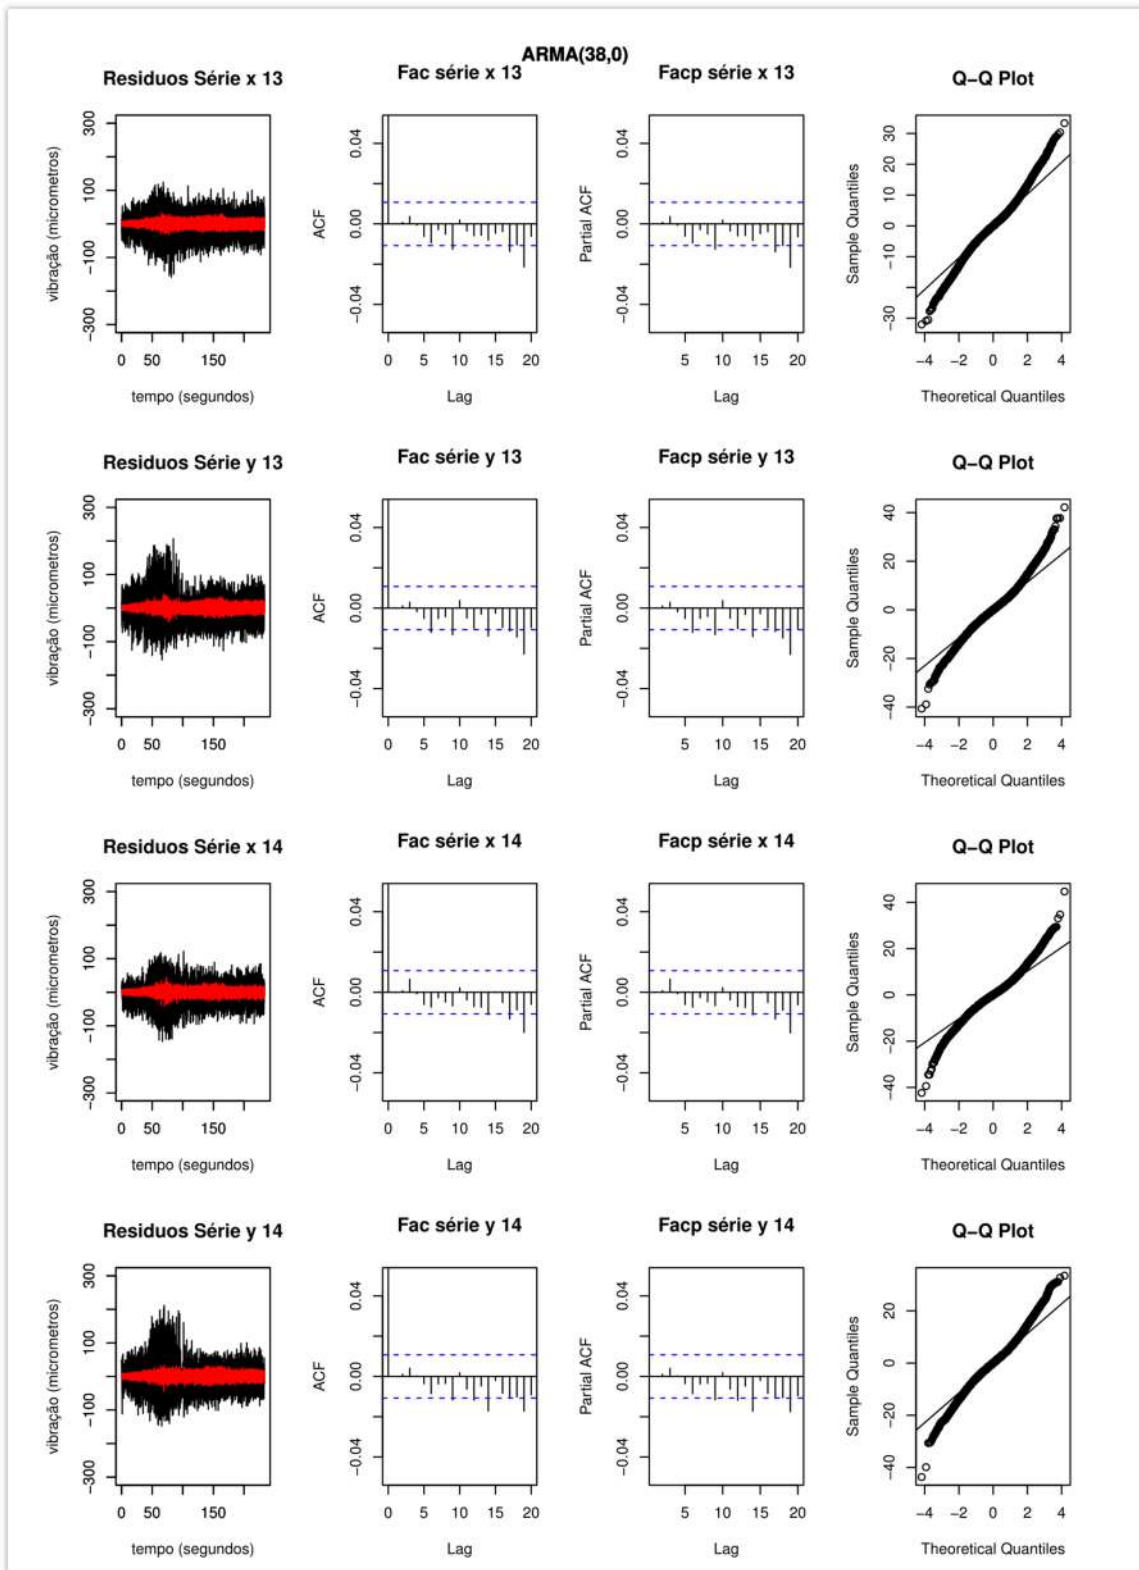 ARMA(38,0)
Residuos Série x 13
Fac série x 13
Facp série x 13
Q−Q Plot
vibração (micrometros)
300
100
−100
−300
0 50 150
tempo (segundos)
ACF
0.04
0.00
−0.04
0 5 10 15 20
Lag
Partial ACF
0.04
0.00
−0.04
5 10 15 20
Lag
Sample Quantiles
30
20
10
0
−10
−30
−4 −2 0 2 4
Theoretical Quantiles
Residuos Série y 13
Fac série y 13
Facp série y 13
Q−Q Plot
vibração (micrometros)
300
100
−100
−300
0 50 150
tempo (segundos)
ACF
0.04
0.00
−0.04
0 5 10 15 20
Lag
Partial ACF
0.04
0.00
−0.04
5 10 15 20
Lag
Sample Quantiles
40
20
0
−20
−40
−4 −2 0 2 4
Theoretical Quantiles
Residuos Série x 14
Fac série x 14
Facp série x 14
Q−Q Plot
vibração (micrometros)
300
100
−100
−300
0 50 150
tempo (segundos)
ACF
0.04
0.00
−0.04
0 5 10 15 20
Lag
Partial ACF
0.04
0.00
−0.04
5 10 15 20
Lag
Sample Quantiles
40
20
0
−20
−40
−4 −2 0 2 4
Theoretical Quantiles
Residuos Série y 14
Fac série y 14
Facp série y 14
Q−Q Plot
vibração (micrometros)
300
100
−100
−300
0 50 150
tempo (segundos)
ACF
0.04
0.00
−0.04
0 5 10 15 20
Lag
Partial ACF
0.04
0.00
−0.04
5 10 15 20
Lag
Sample Quantiles
20
0
−20
−40
−4 −2 0 2 4
Theoretical Quantiles